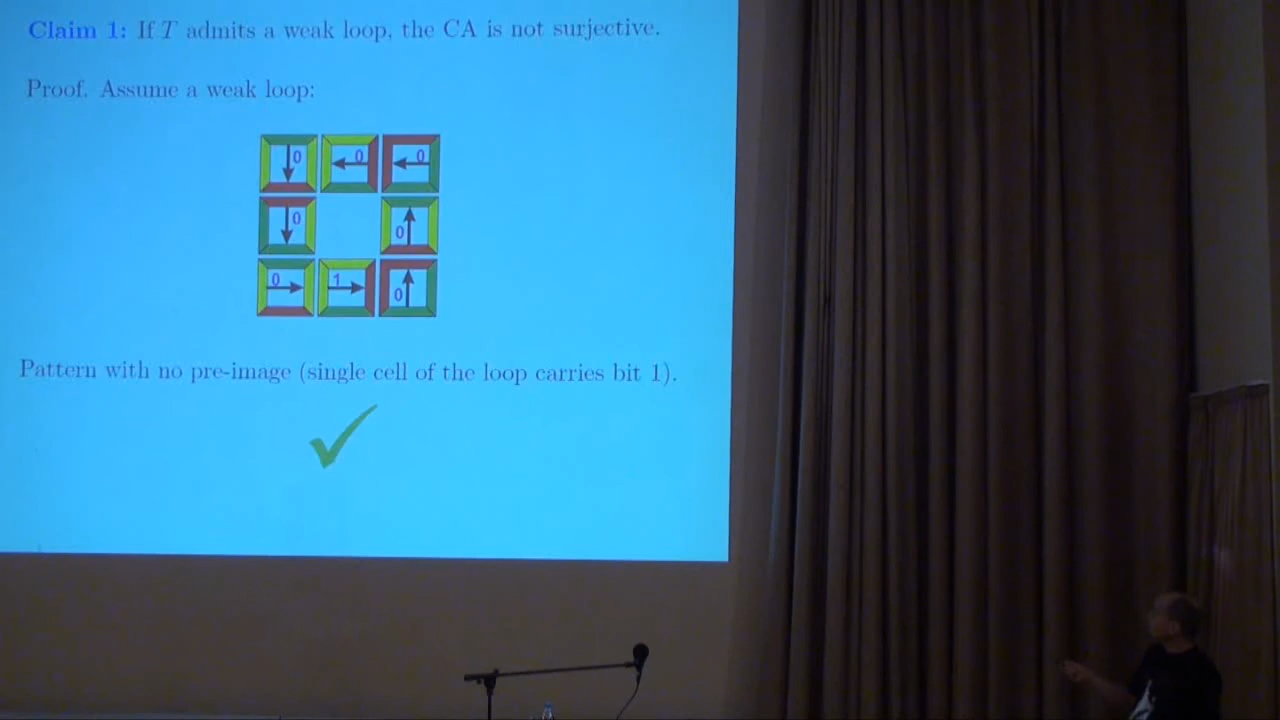 Claim 1: If T admits a weak loop, the CA is not surjective.
Proof. Assume a weak loop:
0 0 0
0 0
0 1 0
Pattern with no pre-image (single cell of the loop carries bit 1).